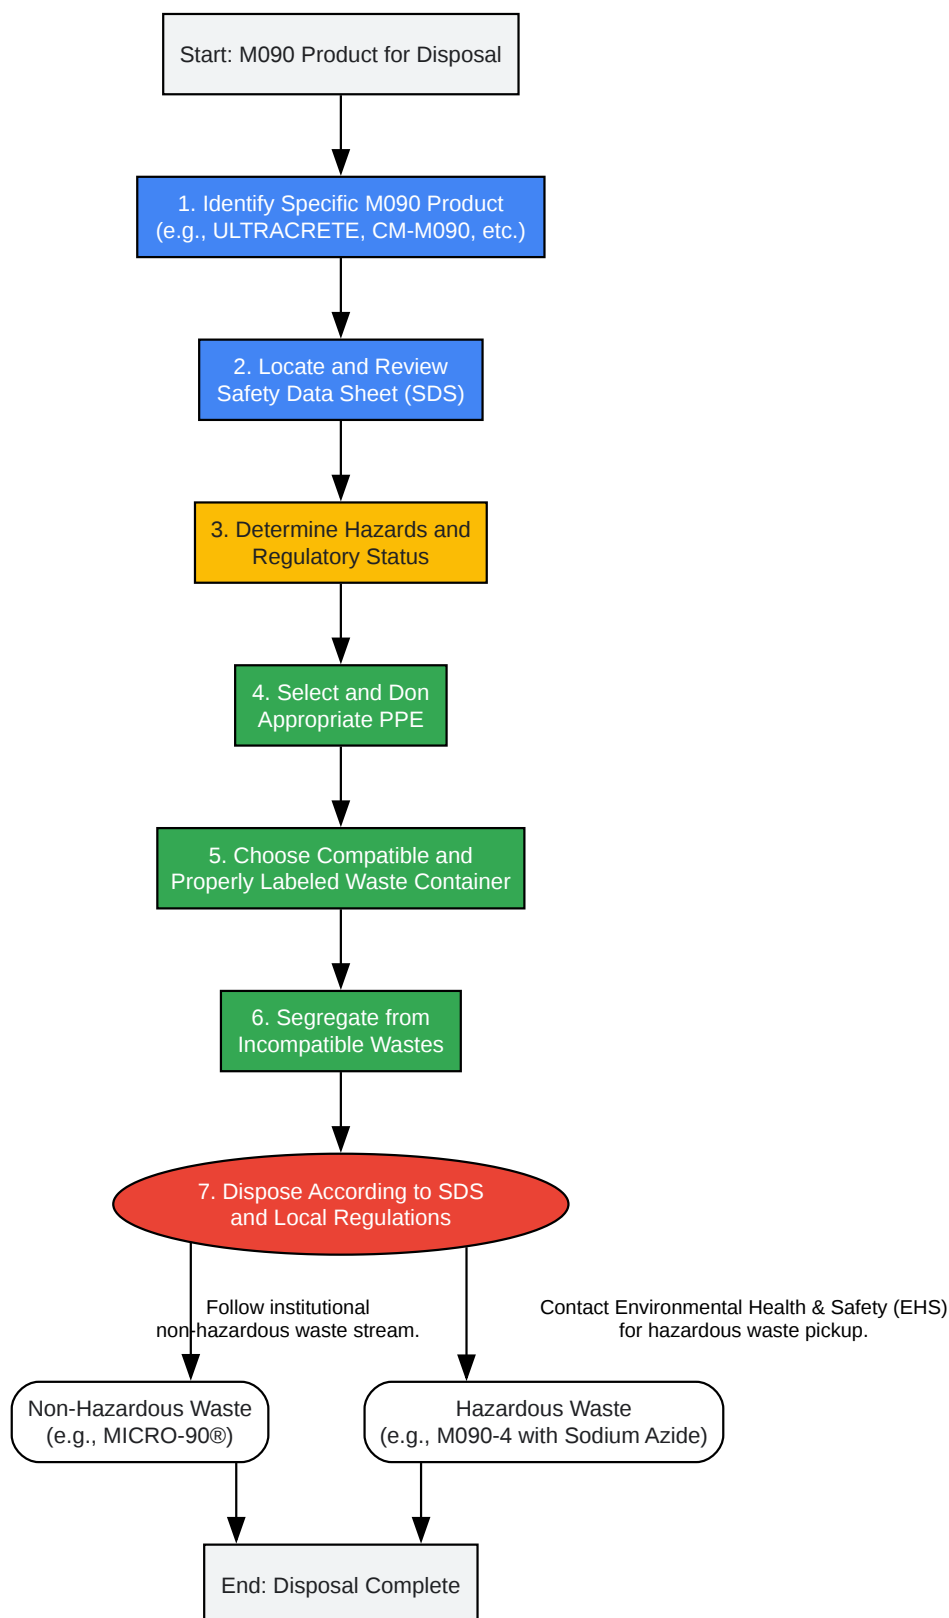 Start: M090 Product for Disposal
1. Identify Specific M090 Product
(e.g., ULTRACRETE, CM-M090, etc.)
2. Locate and Review
Safety Data Sheet (SDS)
3. Determine Hazards and
Regulatory Status
4. Select and Don
Appropriate PPE
5. Choose Compatible and
Properly Labeled Waste Container
6. Segregate from
Incompatible Wastes
7. Dispose According to SDS
and Local Regulations
Follow institutional
non-hazardous waste stream.
Contact Environmental Health & Safety (EHS)
for hazardous waste pickup.
Non-Hazardous Waste
(e.g., MICRO-90®)
Hazardous Waste
(e.g., M090-4 with Sodium Azide)
End: Disposal Complete